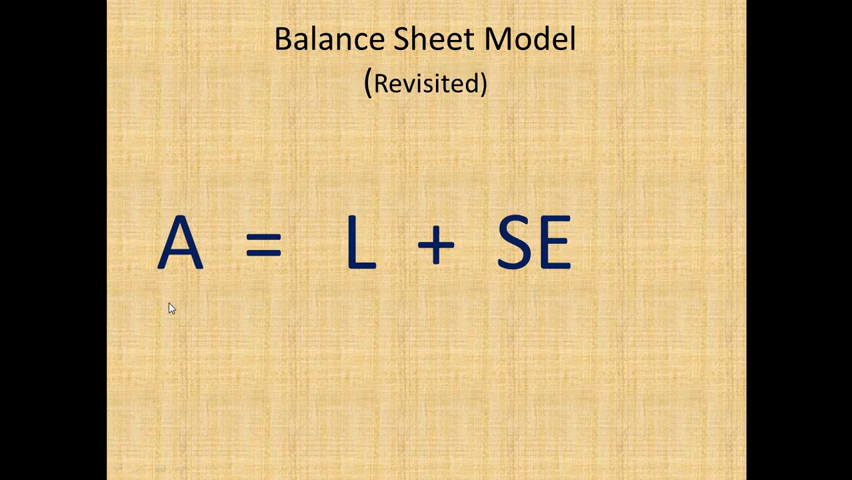 Balance Sheet Model
(Revisited)
A = L + SE